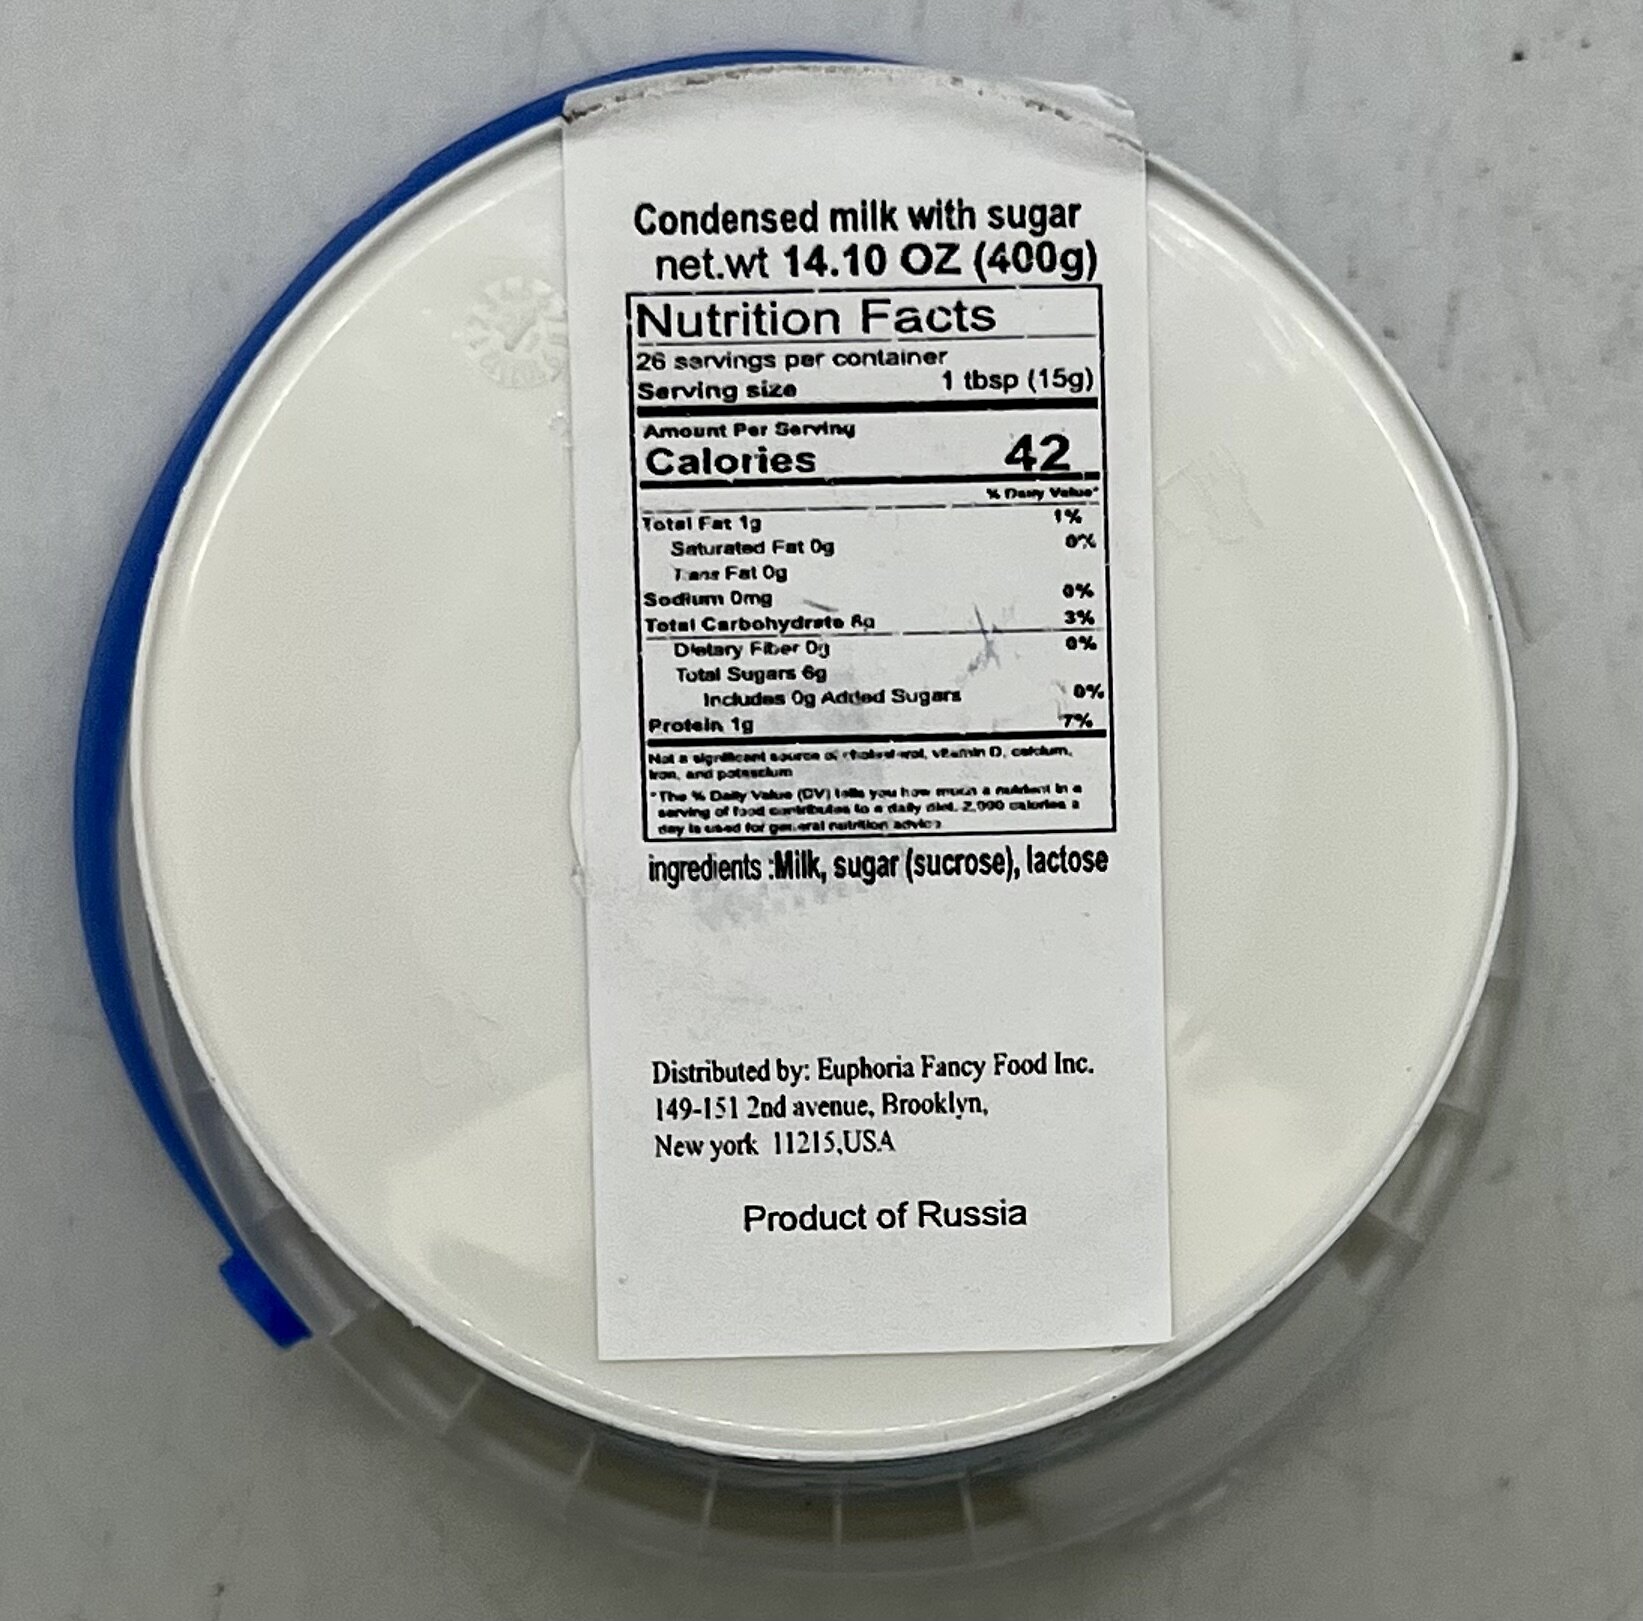 Condensed milk with sugar
net.wt 14.10 OZ (400g)
Nutrition Facts
26 servings per container
Serving size 1 tbsp (15g)
Amount Per Serving
Calories 42
% Daily Value*
Total Fat 1g 1%
Saturated Fat 0g 0%
Trans Fat 0g
Sodium 0mg 0%
Total Carbohydrate 8g 3%
Dietary Fiber 0g 0%
Total Sugars 6g
Includes 0g Added Sugars 0%
Protein 1g 7%
Not a significant source of cholesterol, vitamin D, calcium,
iron, and potassium
*The % Daily Value (DV) tells you how much a nutrient in a
serving of food contributes to a daily diet. 2,000 calories a
day is used for general nutrition advice
ingredients :Milk, sugar (sucrose), lactose
Distributed by: Euphoria Fancy Food Inc.
149-151 2nd avenue, Brooklyn,
New york 11215,USA
Product of Russia